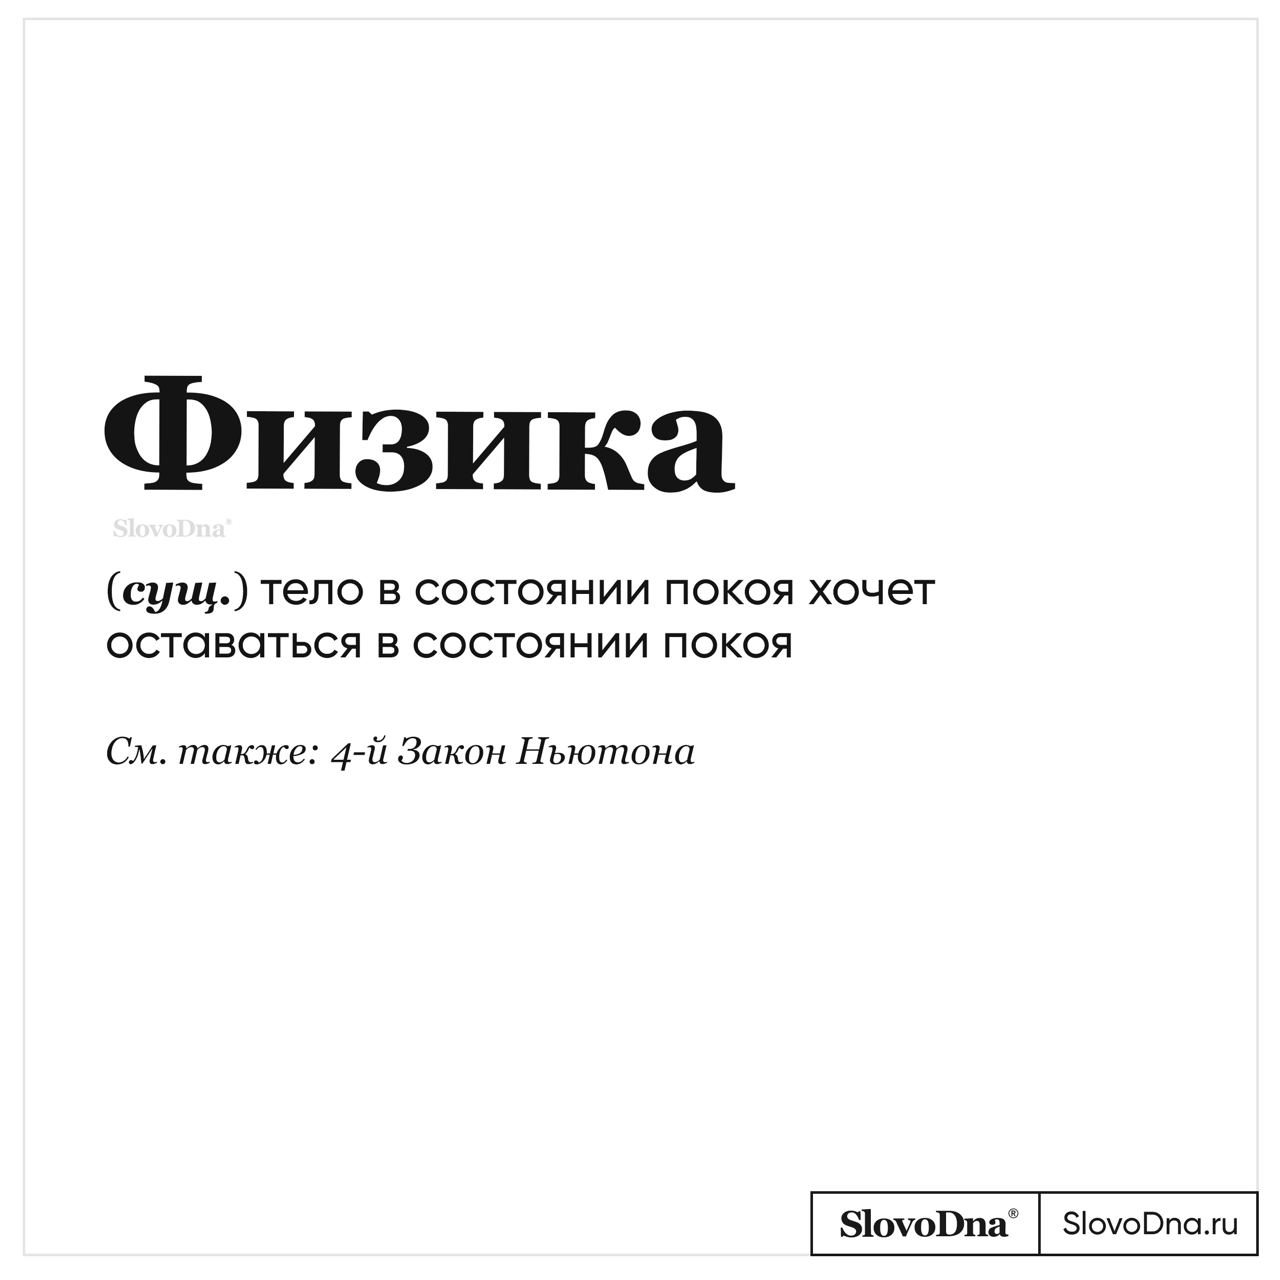 Физика
SlovoDna®
(сущ.) тело в состоянии покоя хочет
оставаться в состоянии покоя
См. также: 4-й Закон Ньютона
SlovoDna® SlovoDna.ru